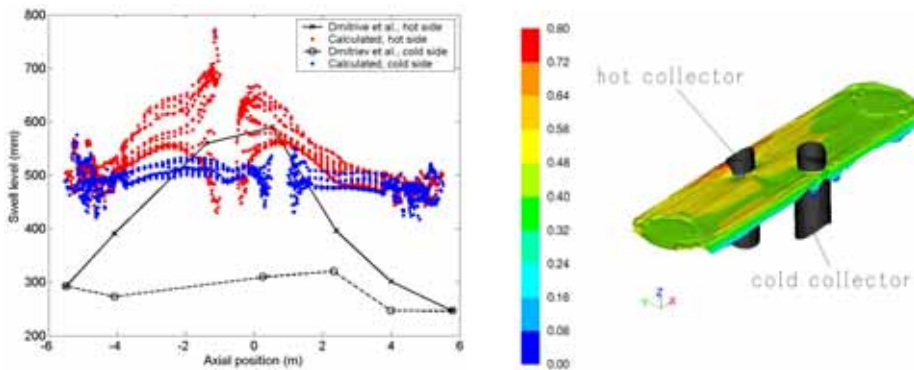 800
700
600
500
400
300
200
Swell level (mm)
-6 -4 -2 0 2 4 6
Axial position (m)
Dmitrive et al., hot side
Calculated, hot side
Dmitriev et al., cold side
Calculated, cold side
0.80
0.72
0.64
0.56
0.48
0.40
0.32
0.24
0.16
0.08
0.00
hot collector
cold collector
Z
Y X